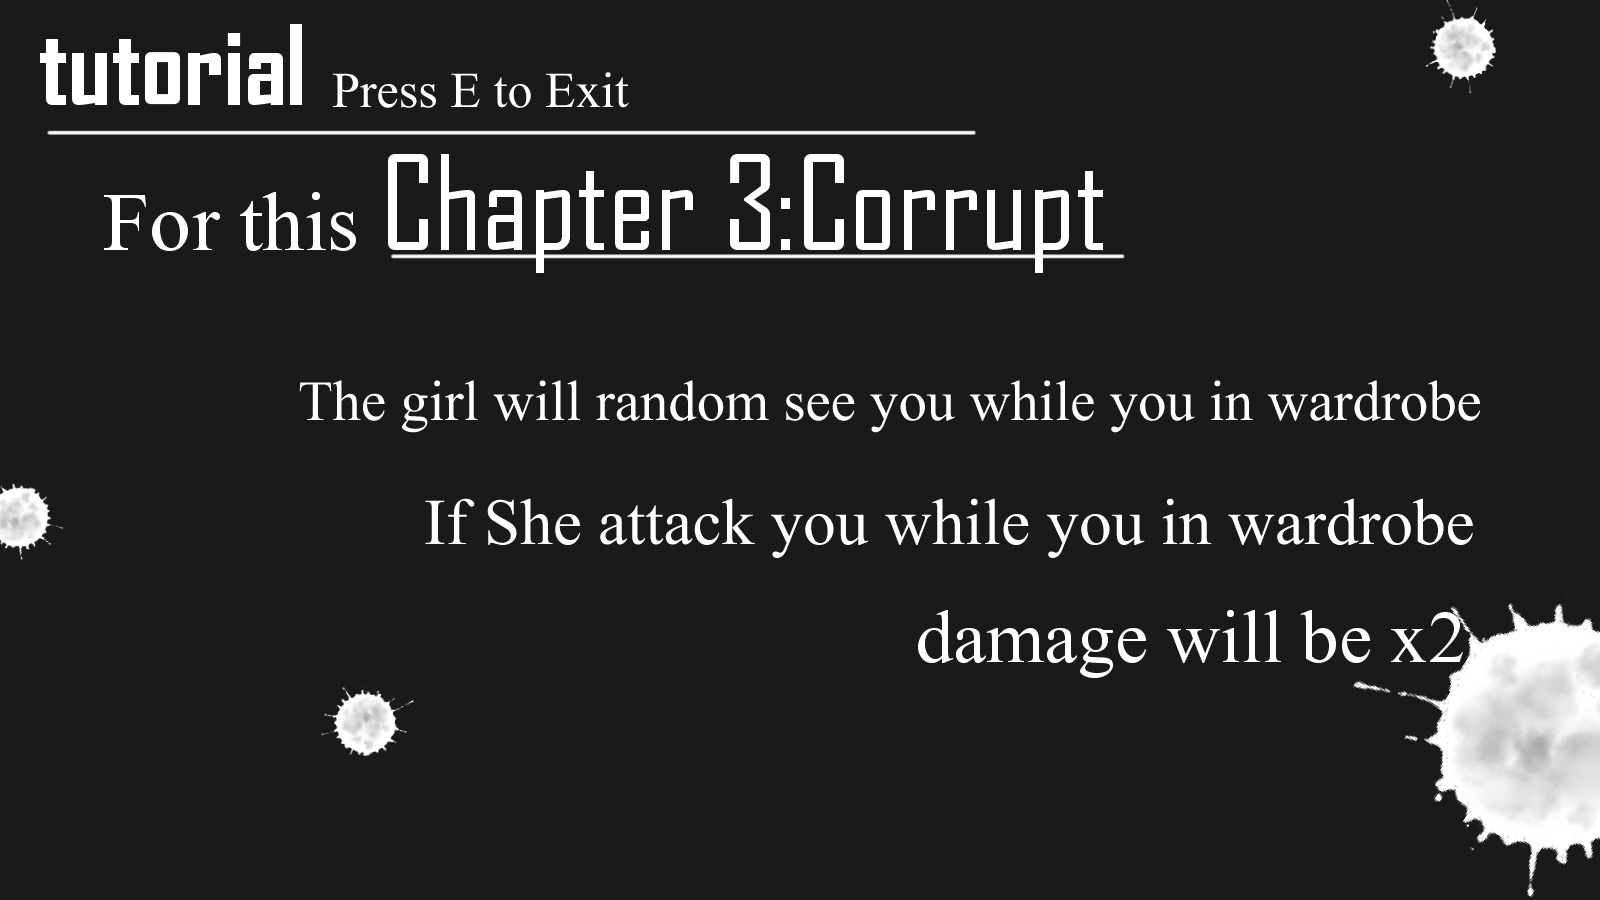 tutorial Press E to Exit
For this Chapter 3:Corrupt
The girl will random see you while you in wardrobe
If She attack you while you in wardrobe
damage will be x2